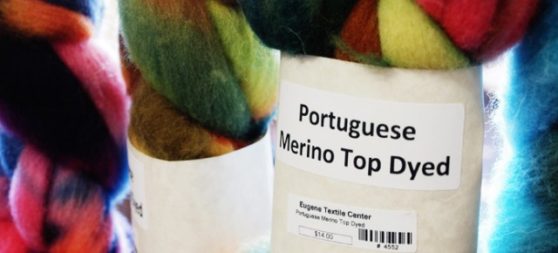 Portuguese
Merino Top Dyed
Eugene Textile Center
Portuguese Merino Top Dyed
$14.00
# 4552